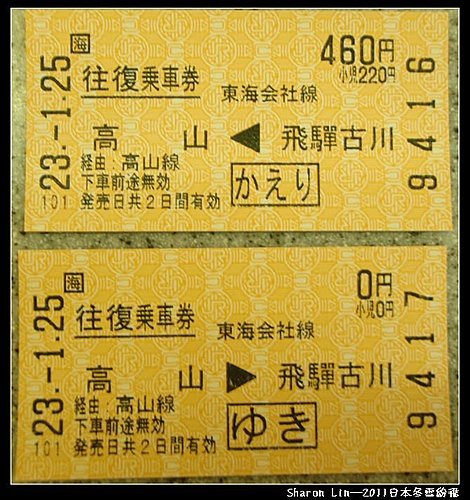 海
23.-1.25
往復乗車券
460円
小児220円
東海会社線
高山 ◀ 飛騨古川
経由:高山線
下車前途無効
発売日共2日間有効
かえり
101
9416
海
23.-1.25
往復乗車券
0円
小児0円
東海会社線
高山 ▶ 飛騨古川
経由:高山線
下車前途無効
発売日共2日間有効
ゆき
101
9417
Sharon Lin—2011日本冬雪紛飛